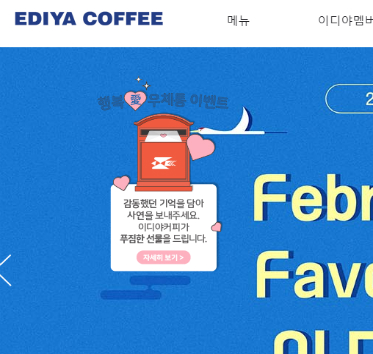 EDIYA COFFEE
메뉴
이디야멤버
행복 愛 우체통 이벤트
2
감동했던 기억을 담아
사연을 보내주세요.
이디야커피가
푸짐한 선물을 드립니다.
자세히 보기 >
Febr
Favo
OLD